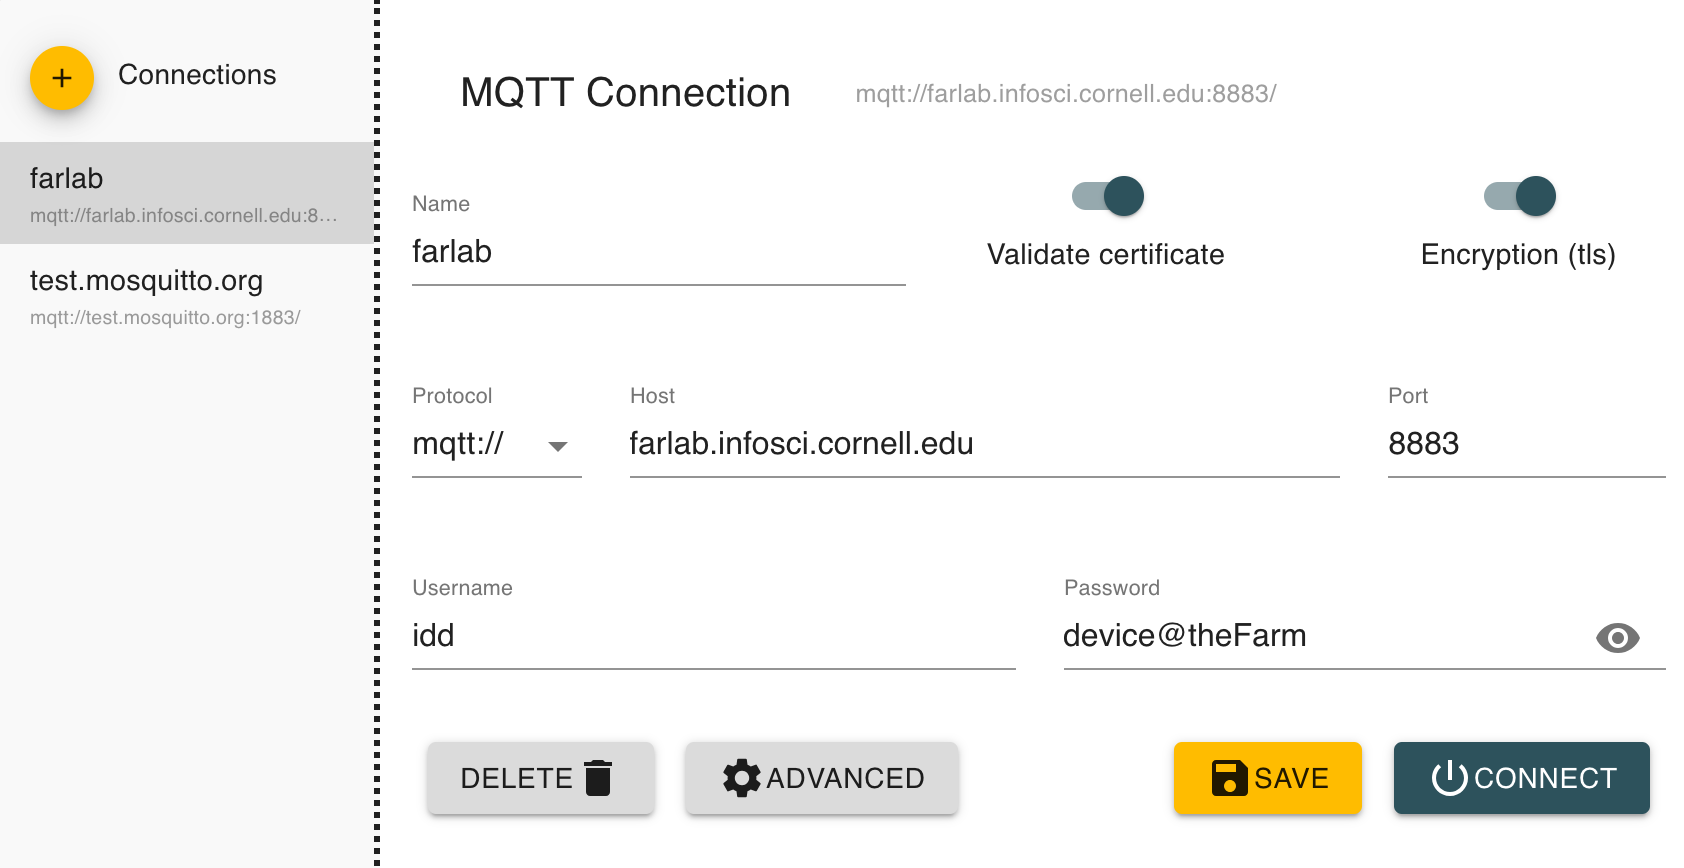 + Connections
farlab
mqtt://farlab.infosci.cornell.edu:8...
test.mosquitto.org
mqtt://test.mosquitto.org:1883/
MQTT Connection mqtt://farlab.infosci.cornell.edu:8883/
Name
farlab
Validate certificate Encryption (tls)
Protocol Host Port
mqtt:// farlab.infosci.cornell.edu 8883
Username Password
idd device@theFarm
DELETE ADVANCED SAVE CONNECT